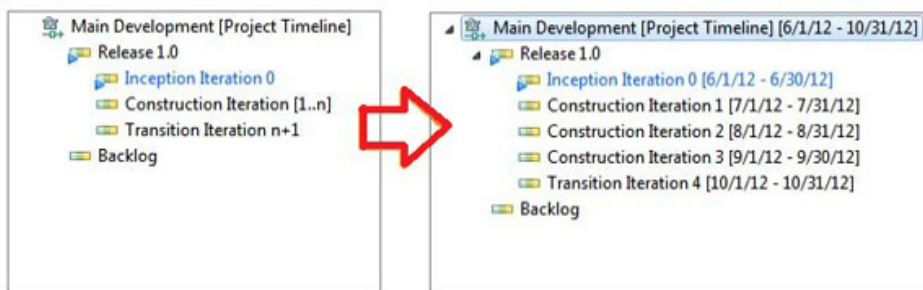 Main Development [Project Timeline]
Release 1.0
Inception Iteration 0
Construction Iteration [1..n]
Transition Iteration n+1
Backlog
Main Development [Project Timeline] [6/1/12 - 10/31/12]
Release 1.0
Inception Iteration 0 [6/1/12 - 6/30/12]
Construction Iteration 1 [7/1/12 - 7/31/12]
Construction Iteration 2 [8/1/12 - 8/31/12]
Construction Iteration 3 [9/1/12 - 9/30/12]
Transition Iteration 4 [10/1/12 - 10/31/12]
Backlog